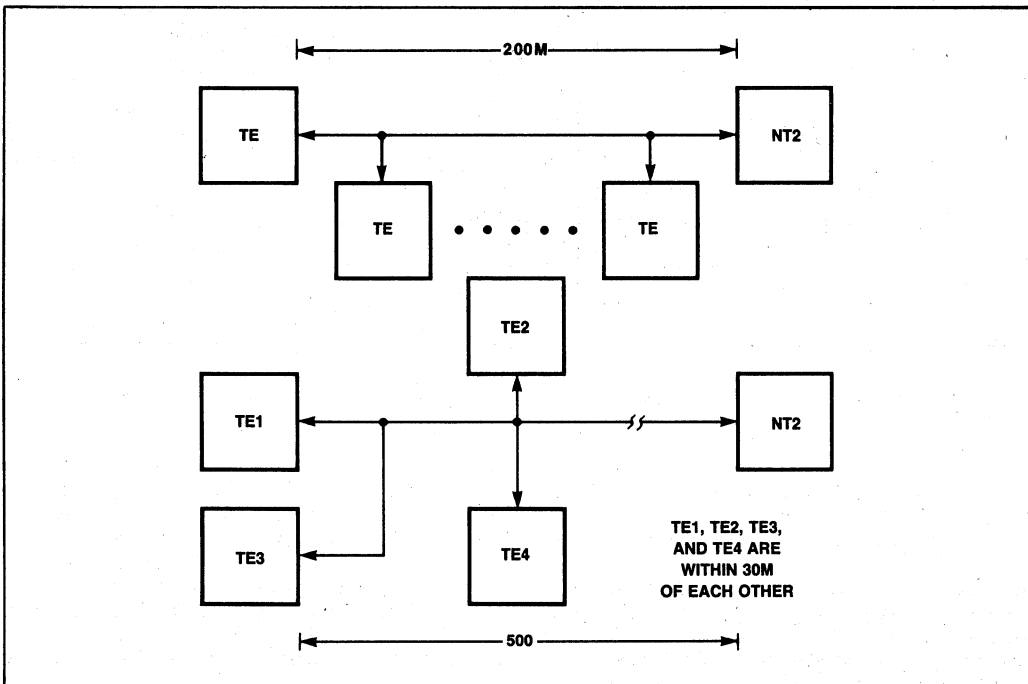 200M
TE
NT2
TE
TE
TE2
TE1
NT2
TE3
TE4
TE1, TE2, TE3,
AND TE4 ARE
WITHIN 30M
OF EACH OTHER
500